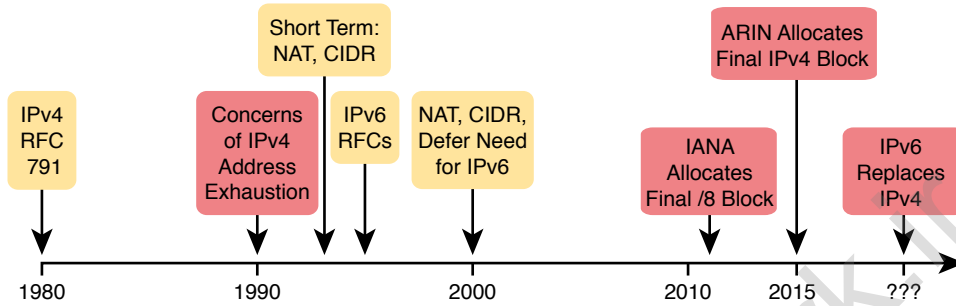 Short Term:
NAT, CIDR
ARIN Allocates
Final IPv4 Block
IPv4
RFC
791
Concerns
of IPv4
Address
Exhaustion
IPv6
RFCs
NAT, CIDR,
Defer Need
for IPv6
IANA
Allocates
Final /8 Block
IPv6
Replaces
IPv4
1980
1990
2000
2010
2015
???
rk.ir